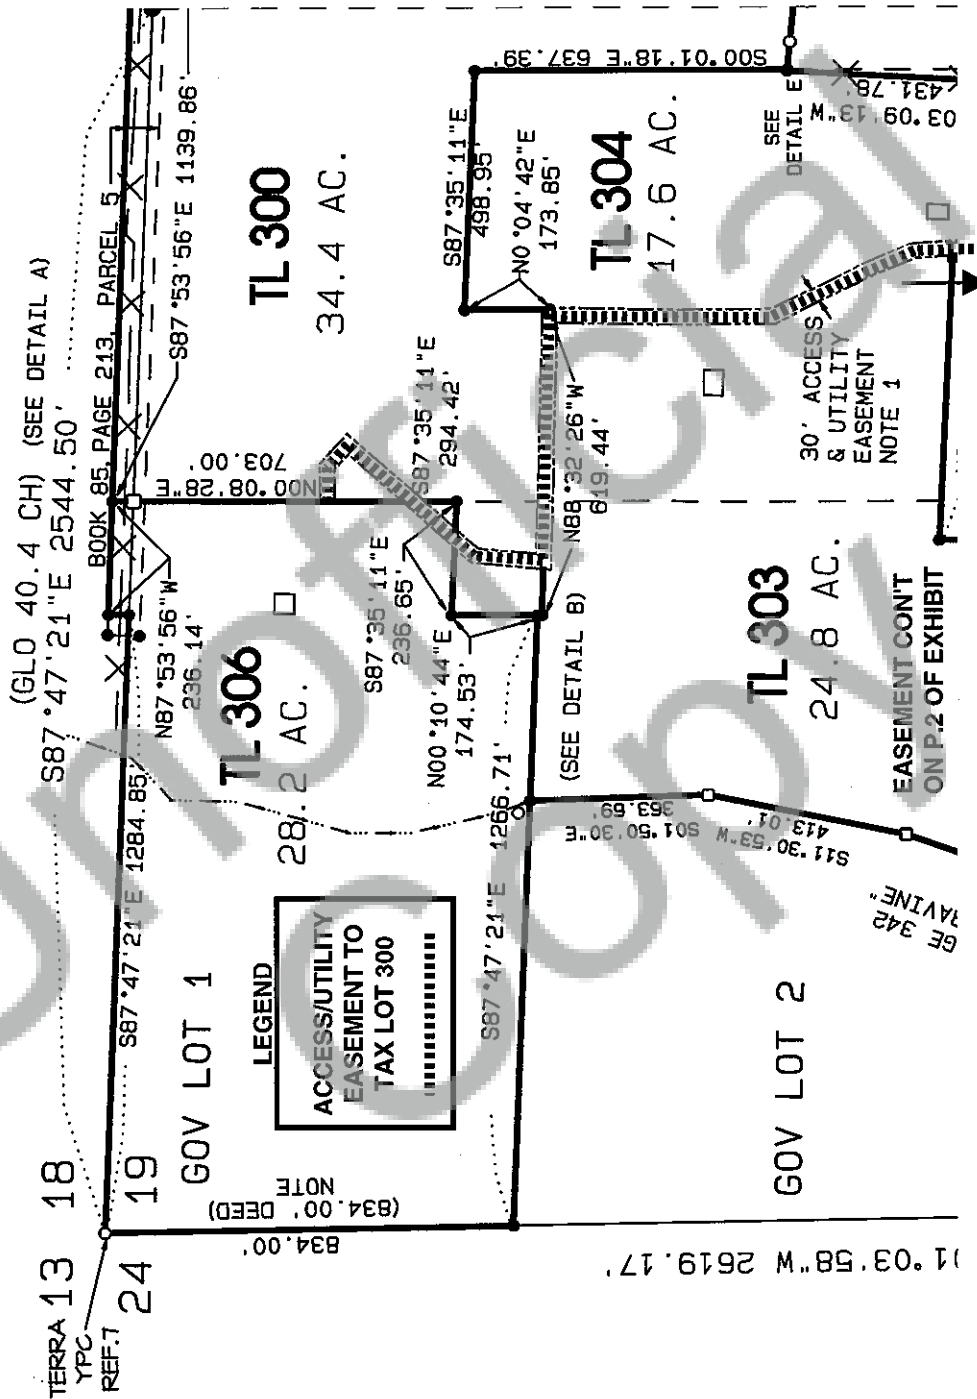 (GLO 40.4 CH) (SEE DETAIL A)
S87°47'21"E 2544.50'
BOOK 85, PAGE 213, PARCEL 5
S87°53'56"E 1139.86'
TL 300
34.4 AC.
S87°35'11"E
498.95'
N0°04'42"E
173.85'
S00°01'18"E 637.39'
TL 304
17.6 AC.
SEE
DETAIL E
03°09'13"W
431.78'
30' ACCESS
& UTILITY
EASEMENT
NOTE 1
N00°08'28"E
703.00'
S87°35'11"E
294.42'
N88°32'26"W
619.44'
N87°53'56"W
236.14'
S87°35'11"E
236.65'
N00°10'44"E
174.53'
TL 306
28.2 AC.
(SEE DETAIL B)
TL 303
24.8 AC.
EASEMENT CON'T
ON P.2 OF EXHIBIT
S87°47'21"E 1284.85'
S87°47'21"E 1266.71'
S01°50'30"E
363.69'
S11°30'53"W
413.01'
GE 342
RAVINE"
LEGEND
ACCESS/UTILITY
EASEMENT TO
TAX LOT 300
GOV LOT 1
GOV LOT 2
18
19
13
24
TERRA
YPC
REF.7
834.00'
(834.00' DEED)
NOTE
1°03'58"W 2619.17'
Unofficial
Copy